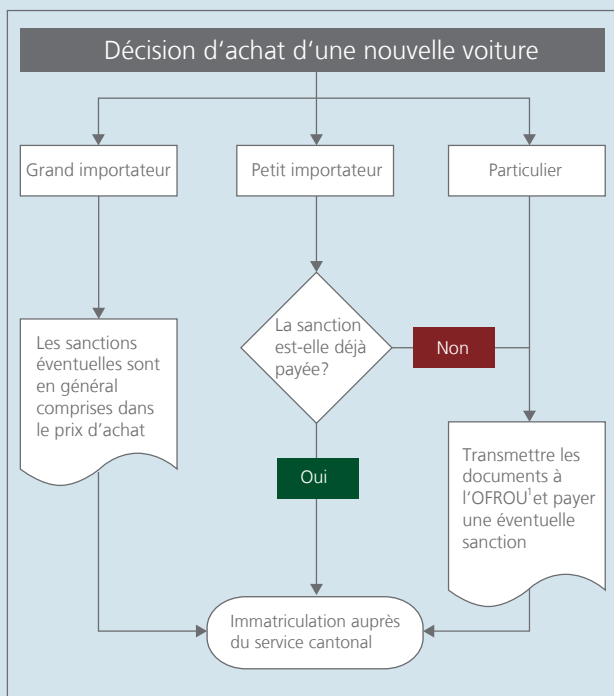 Décision d'achat d'une nouvelle voiture
Grand importateur
Petit importateur
Particulier
Les sanctions
éventuelles sont
en général
comprises dans
le prix d'achat
La sanction
est-elle déjà
payée?
Non
Oui
Transmettre les
documents à
l'OFROU¹ et payer
une éventuelle
sanction
Immatriculation auprès
du service cantonal